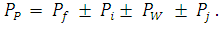 P_P = P_f ± P_i ± P_W ± P_j .